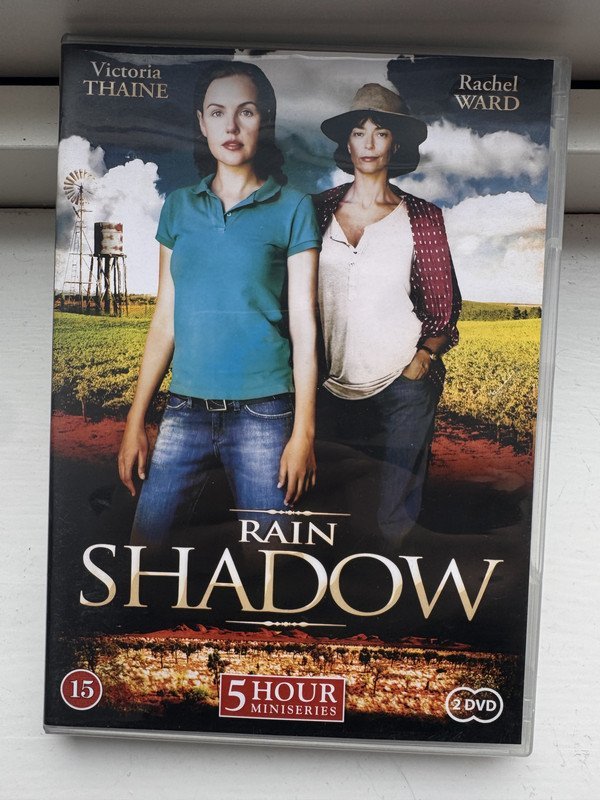 Victoria
THAINE
Rachel
WARD
RAIN
SHADOW
15
5 HOUR
MINISERIES
2 DVD